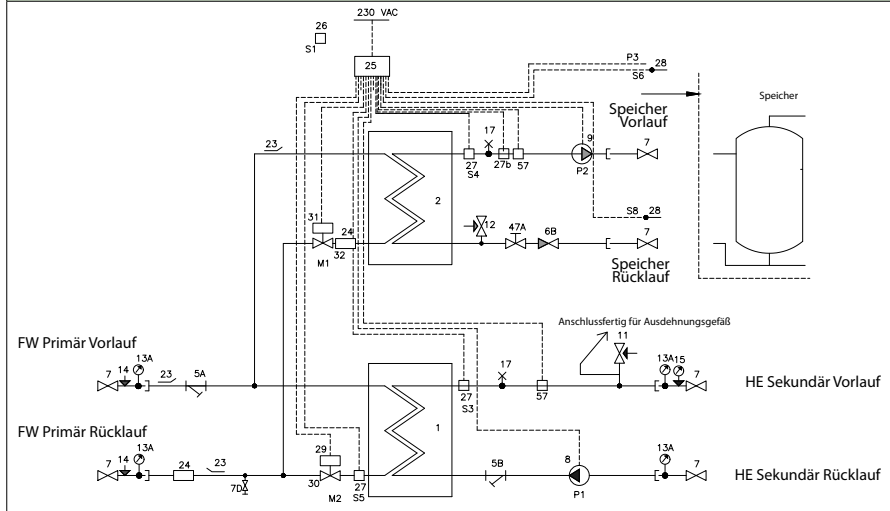 230 VAC
26
S1
25
P3
28
S6
Speicher
Speicher
Vorlauf
23
17
9
7
27
27b
57
S4
P2
2
31
24
12
47A
6B
S8
28
7
32
M1
Speicher
Rücklauf
Anschlussfertig für Ausdehnungsgefäß
11
FW Primär Vorlauf
13A
14
7
23
5A
17
13A
15
7
27
57
S3
HE Sekundär Vorlauf
1
FW Primär Rücklauf
13A
14
7
24
23
29
5B
8
13A
7
7D
30
27
M2
S5
P1
HE Sekundär Rücklauf